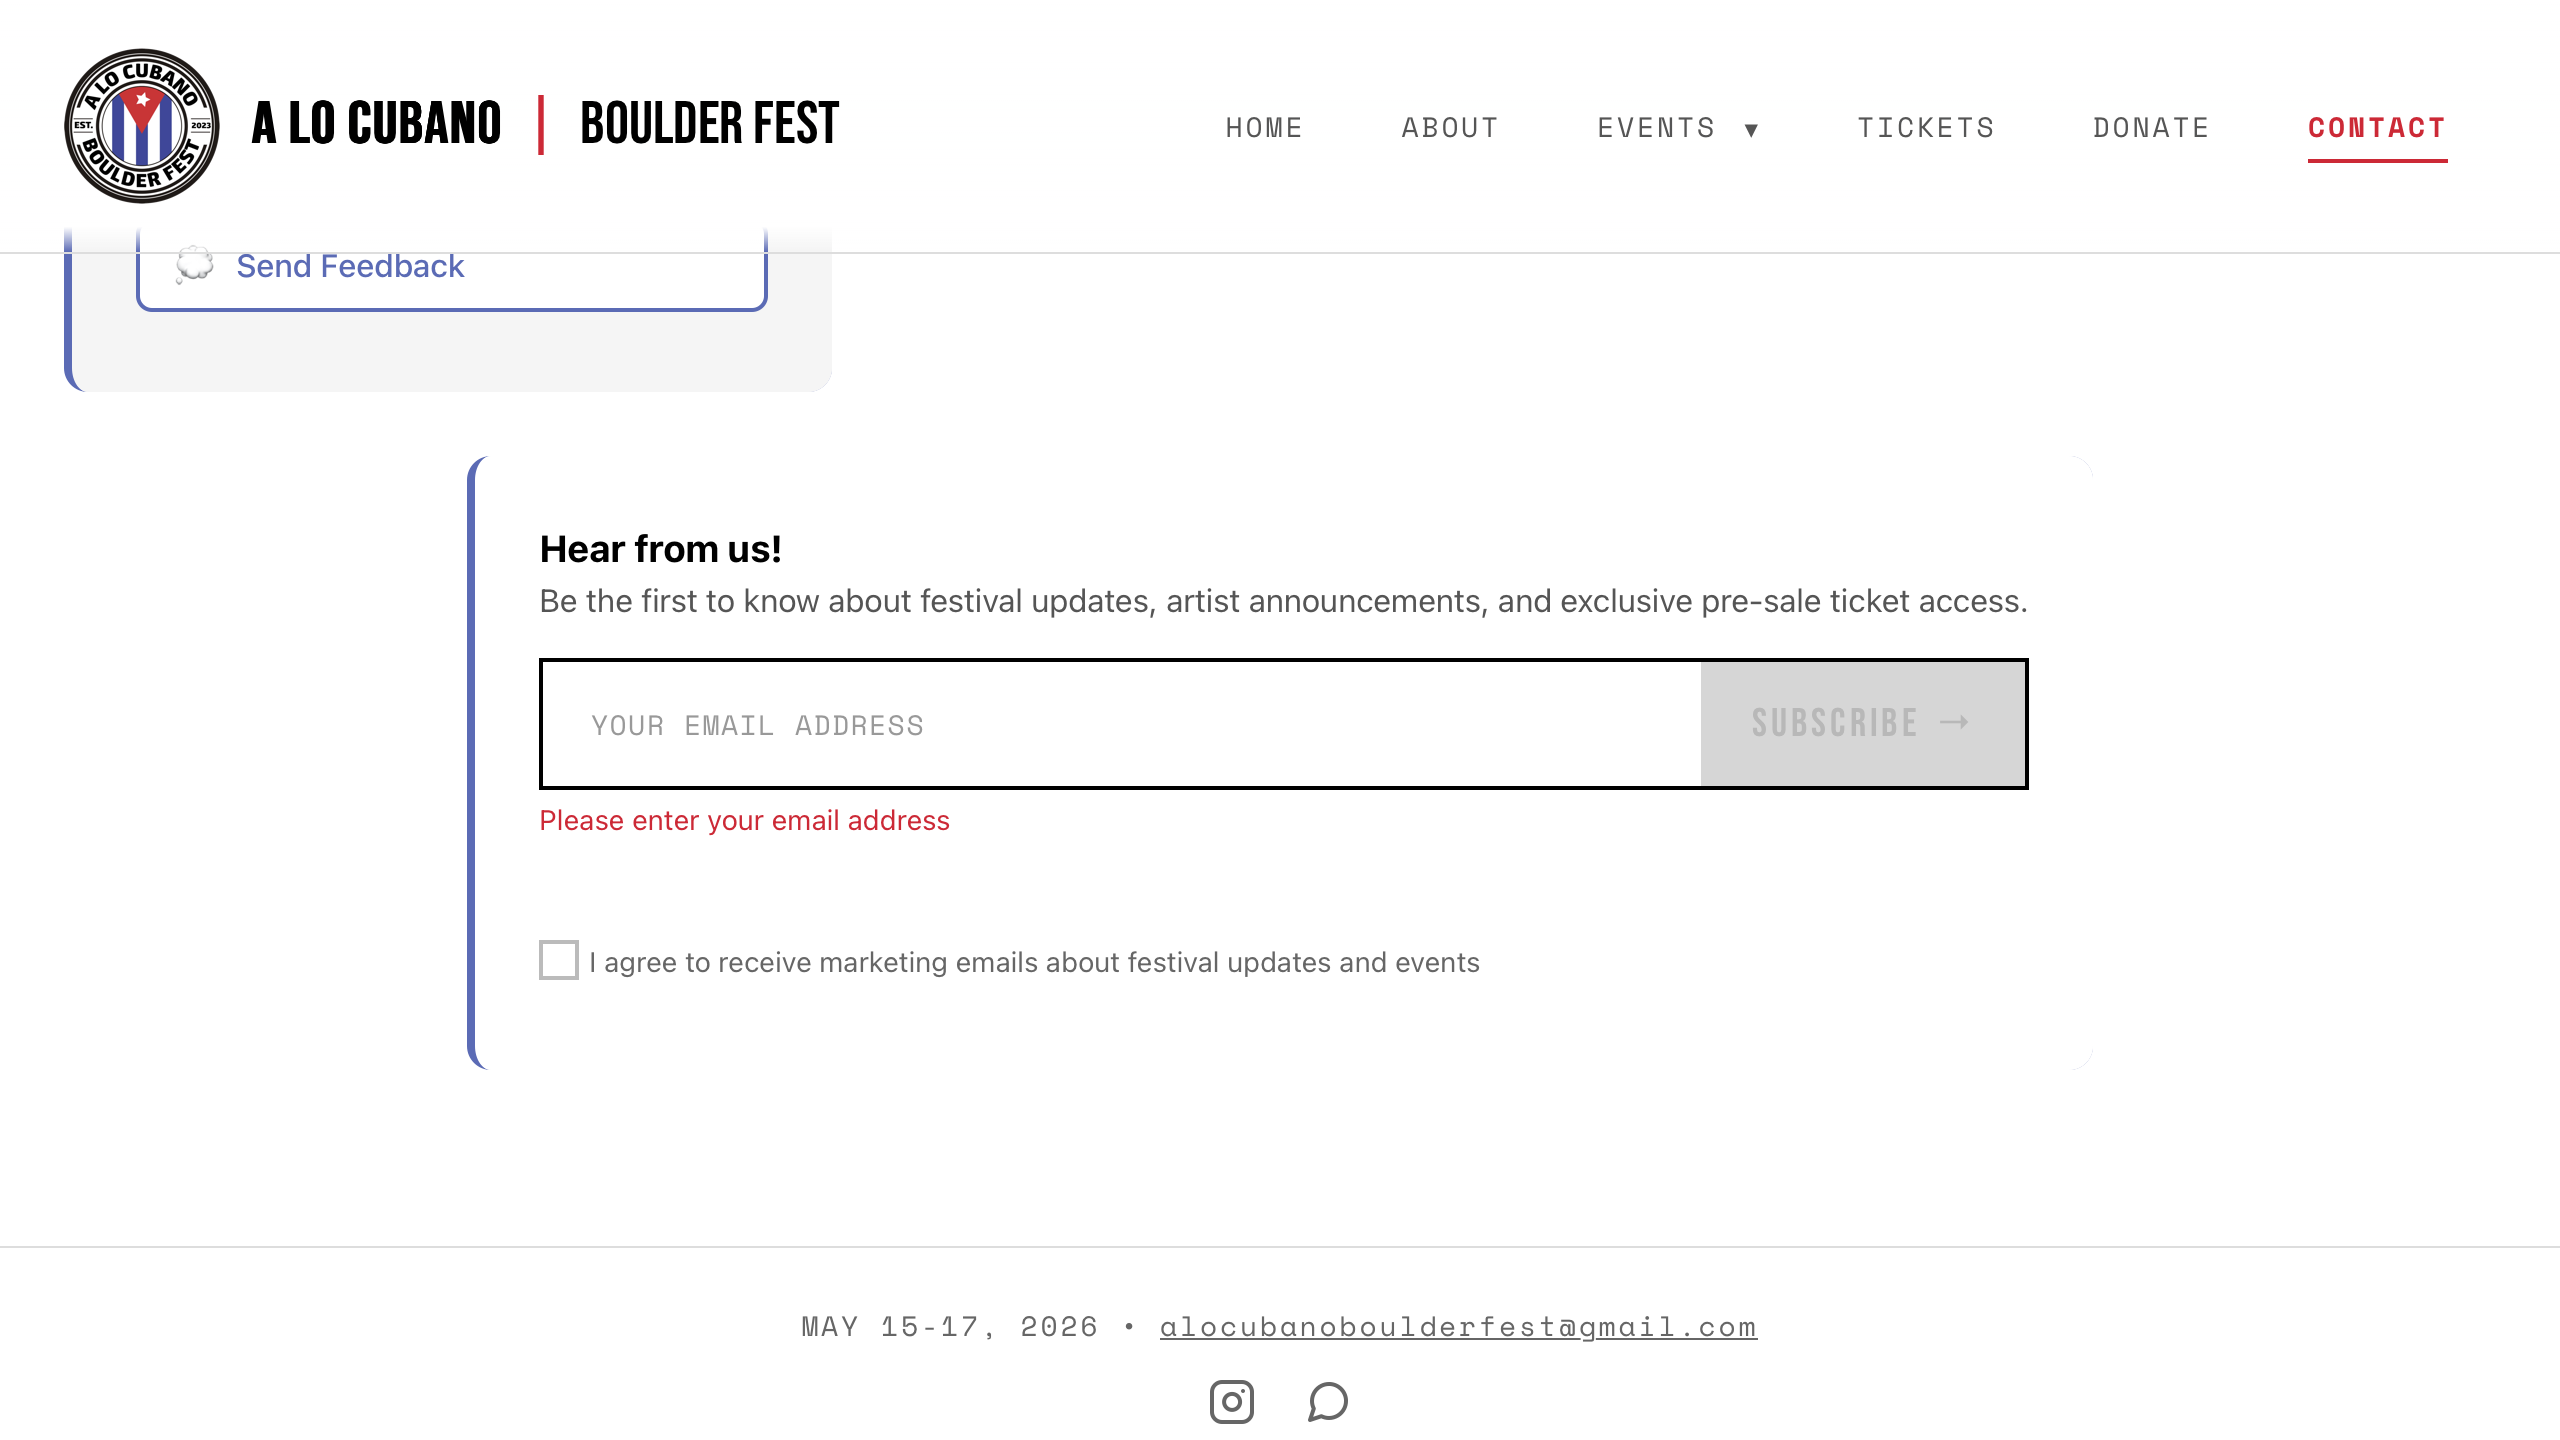 A LO CUBANO
EST. 2023
BOULDER FEST
A LO CUBANO | BOULDER FEST
HOME ABOUT EVENTS ▼ TICKETS DONATE CONTACT
Send Feedback
Hear from us!
Be the first to know about festival updates, artist announcements, and exclusive pre-sale ticket access.
YOUR EMAIL ADDRESS
SUBSCRIBE →
Please enter your email address
I agree to receive marketing emails about festival updates and events
MAY 15-17, 2026 • alocubanoboulderfest@gmail.com